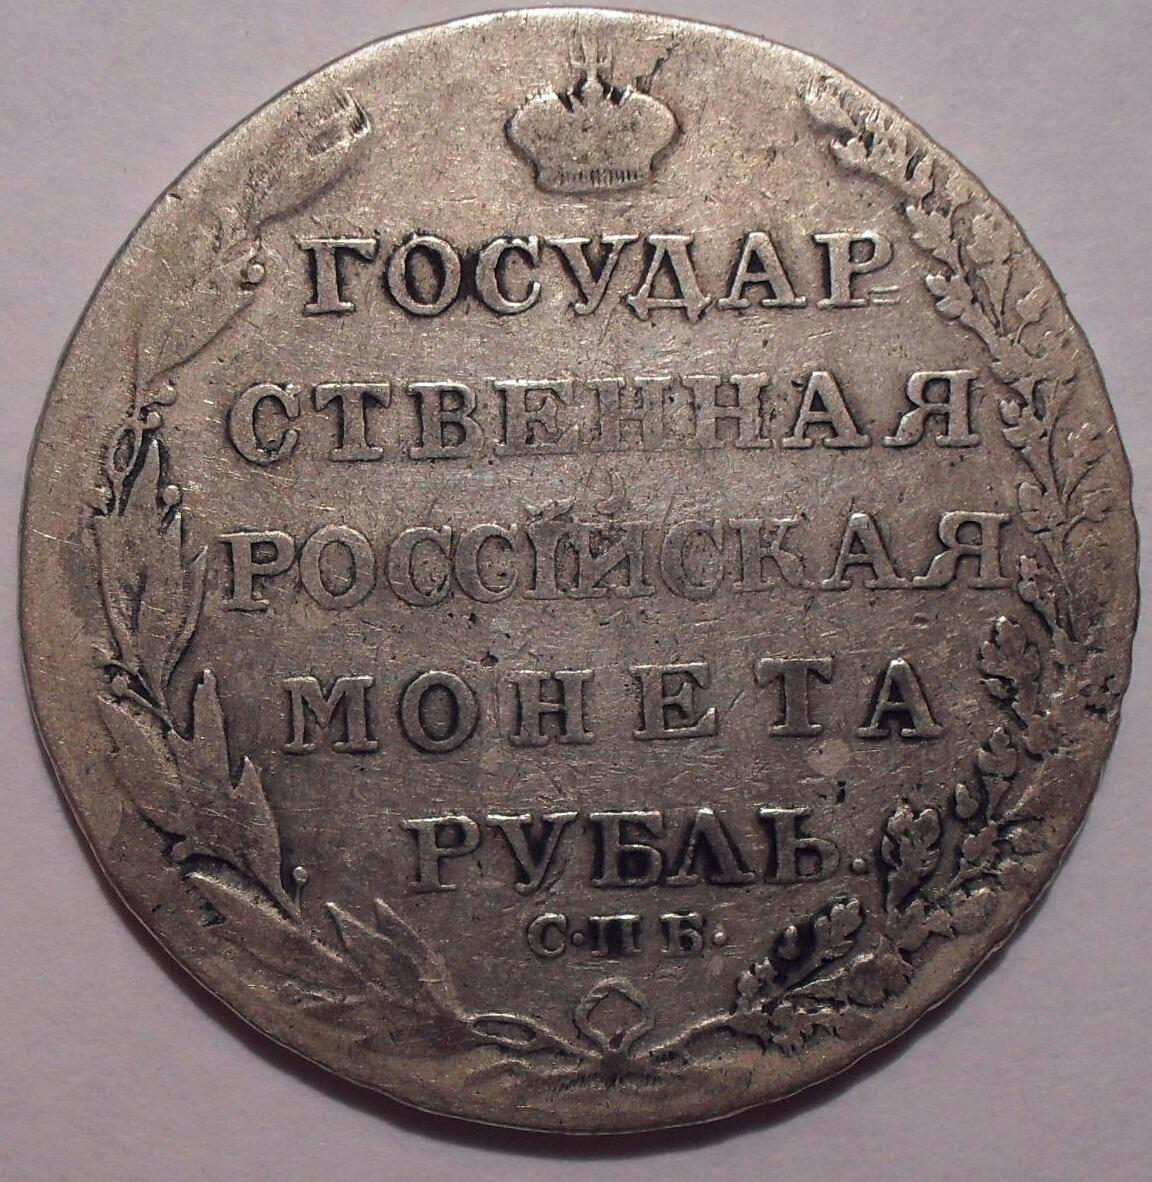 ГОСУДАР-
СТВЕННАЯ
РОССІЙСКАЯ
МОНЕТА
РУБЛЬ.
С·П Б·